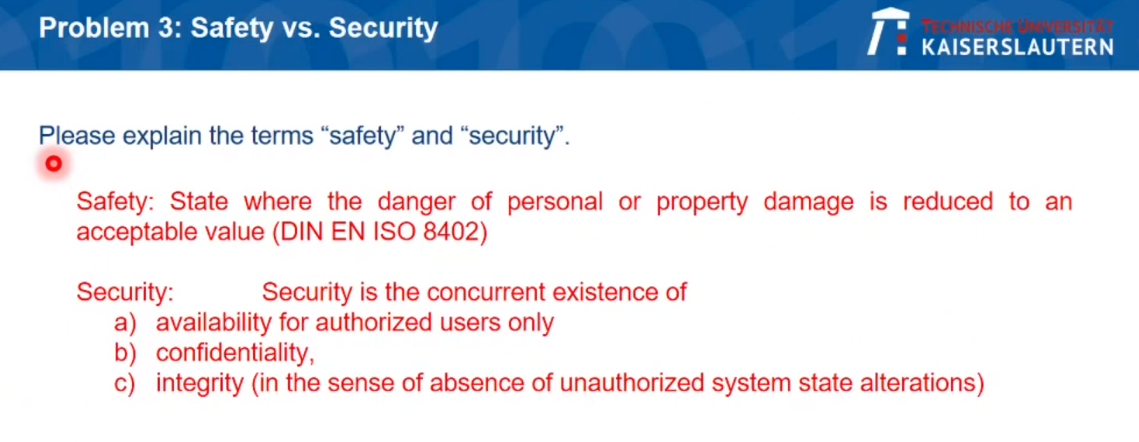 Problem 3: Safety vs. Security
TECHNISCHE UNIVERSITÄT
KAISERSLAUTERN
Please explain the terms “safety” and “security”.
Safety: State where the danger of personal or property damage is reduced to an
acceptable value (DIN EN ISO 8402)
Security: Security is the concurrent existence of
a) availability for authorized users only
b) confidentiality,
c) integrity (in the sense of absence of unauthorized system state alterations)